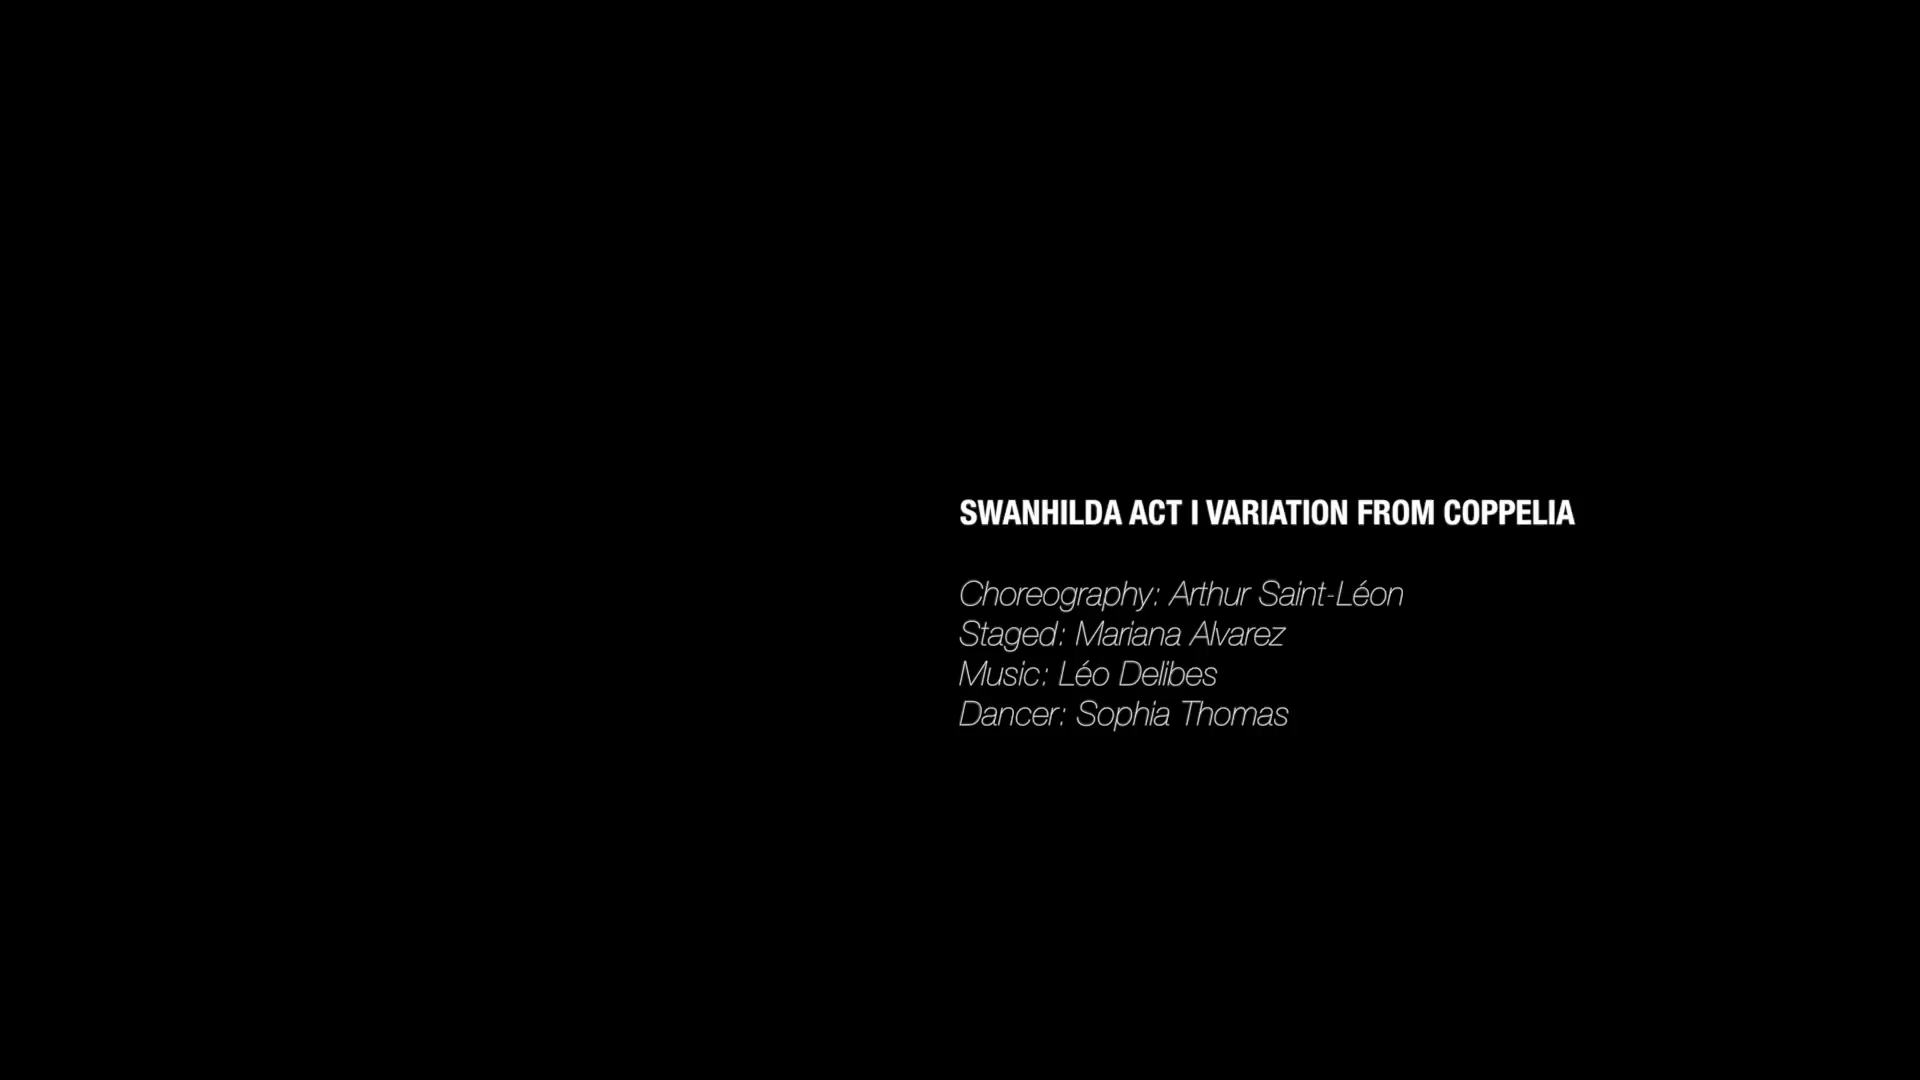 SWANHILDA ACT I VARIATION FROM COPPELIA
Choreography: Arthur Saint-Léon
Staged: Mariana Alvarez
Music: Léo Delibes
Dancer: Sophia Thomas